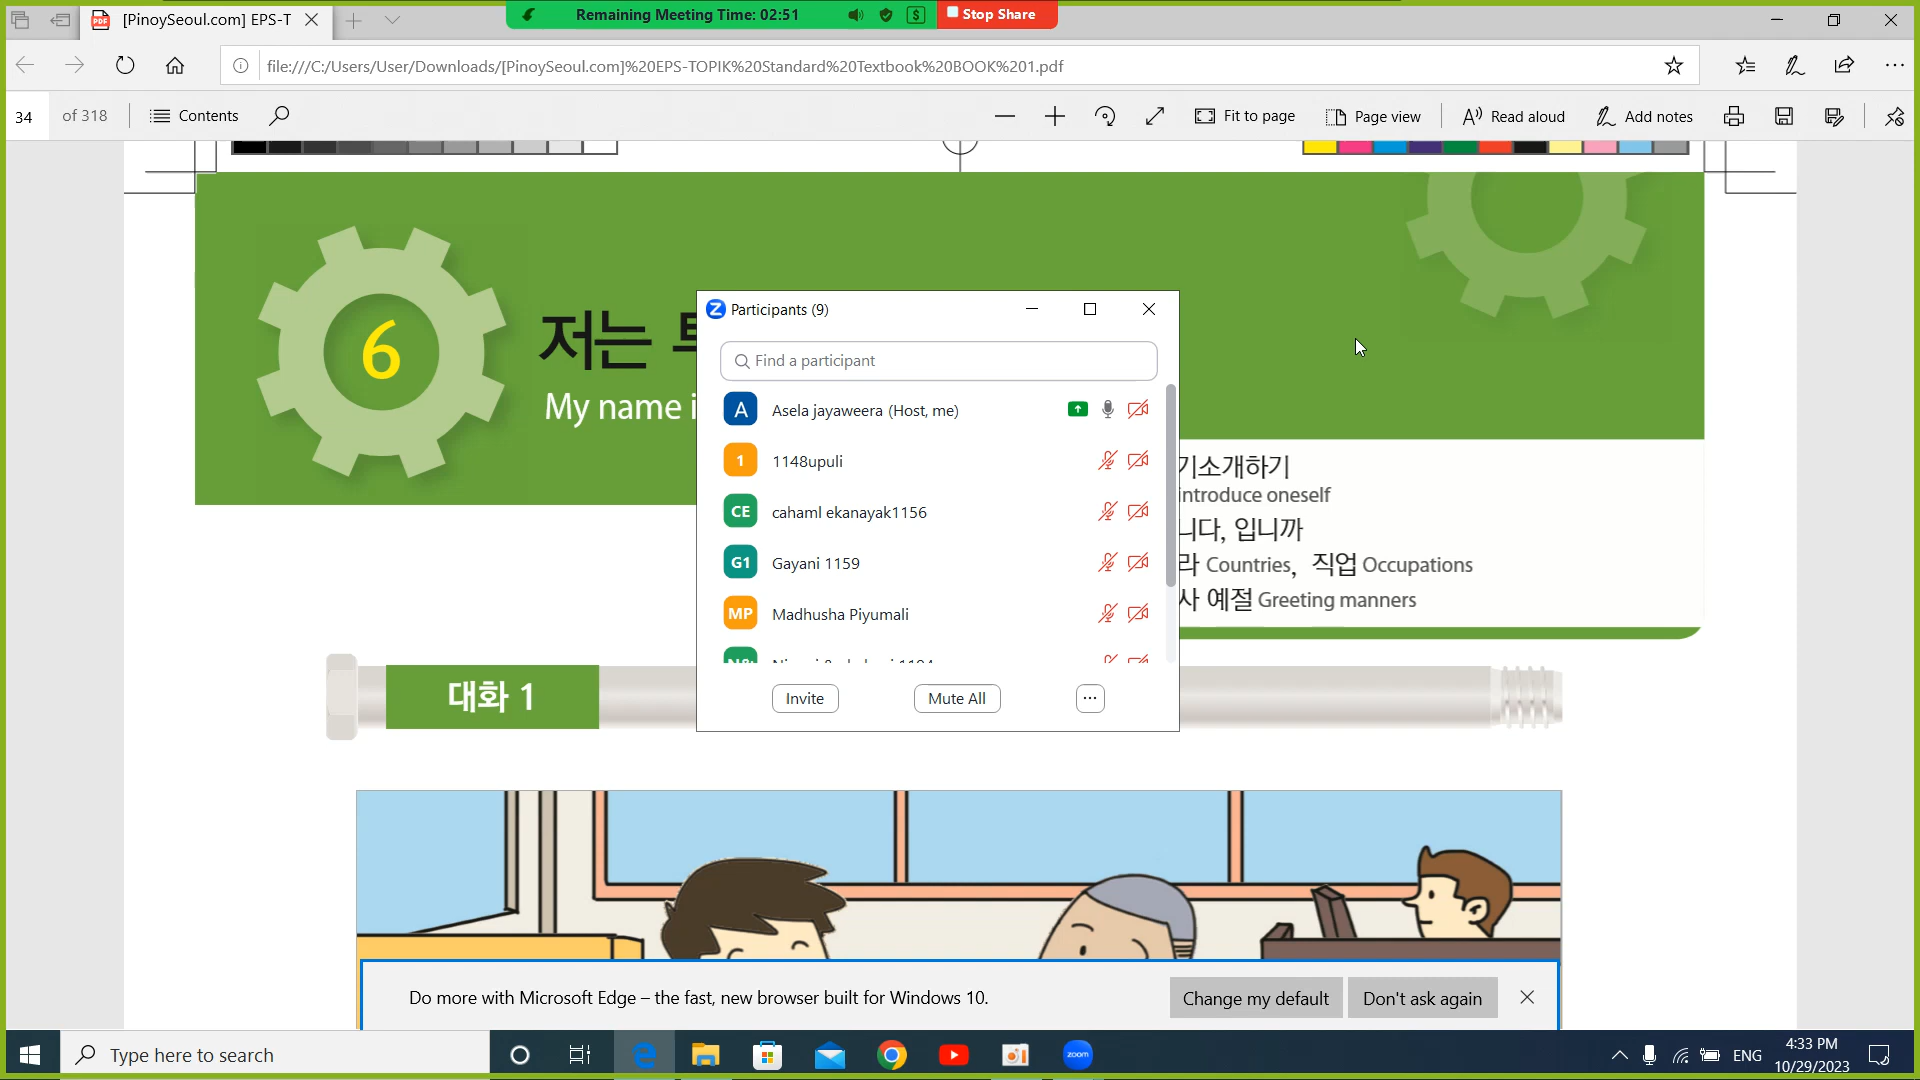 [PinoySeoul.com] EPS-T
Remaining Meeting Time: 02:51
Stop Share
file:///C:/Users/User/Downloads/[PinoySeoul.com]%20EPS-TOPIK%20Standard%20Textbook%20BOOK%201.pdf
34 of 318
Contents
Fit to page
Page view
Read aloud
Add notes
6
저는
My name i
Participants (9)
Find a participant
A Asela jayaweera (Host, me)
1 1148upuli
CE cahaml ekanayak1156
G1 Gayani 1159
MP Madhusha Piyumali
Invite
Mute All
기소개하기
introduce oneself
니다, 입니까
라 Countries, 직업 Occupations
사 예절 Greeting manners
대화 1
Do more with Microsoft Edge – the fast, new browser built for Windows 10.
Change my default
Don't ask again
Type here to search
zoom
ENG
4:33 PM
10/29/2023